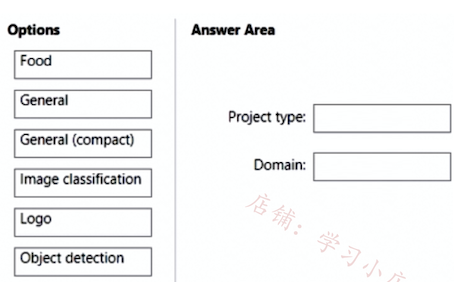 Options
Food
General
General (compact)
Image classification
Logo
Object detection
Answer Area
Project type:
Domain:
店铺：学习小店